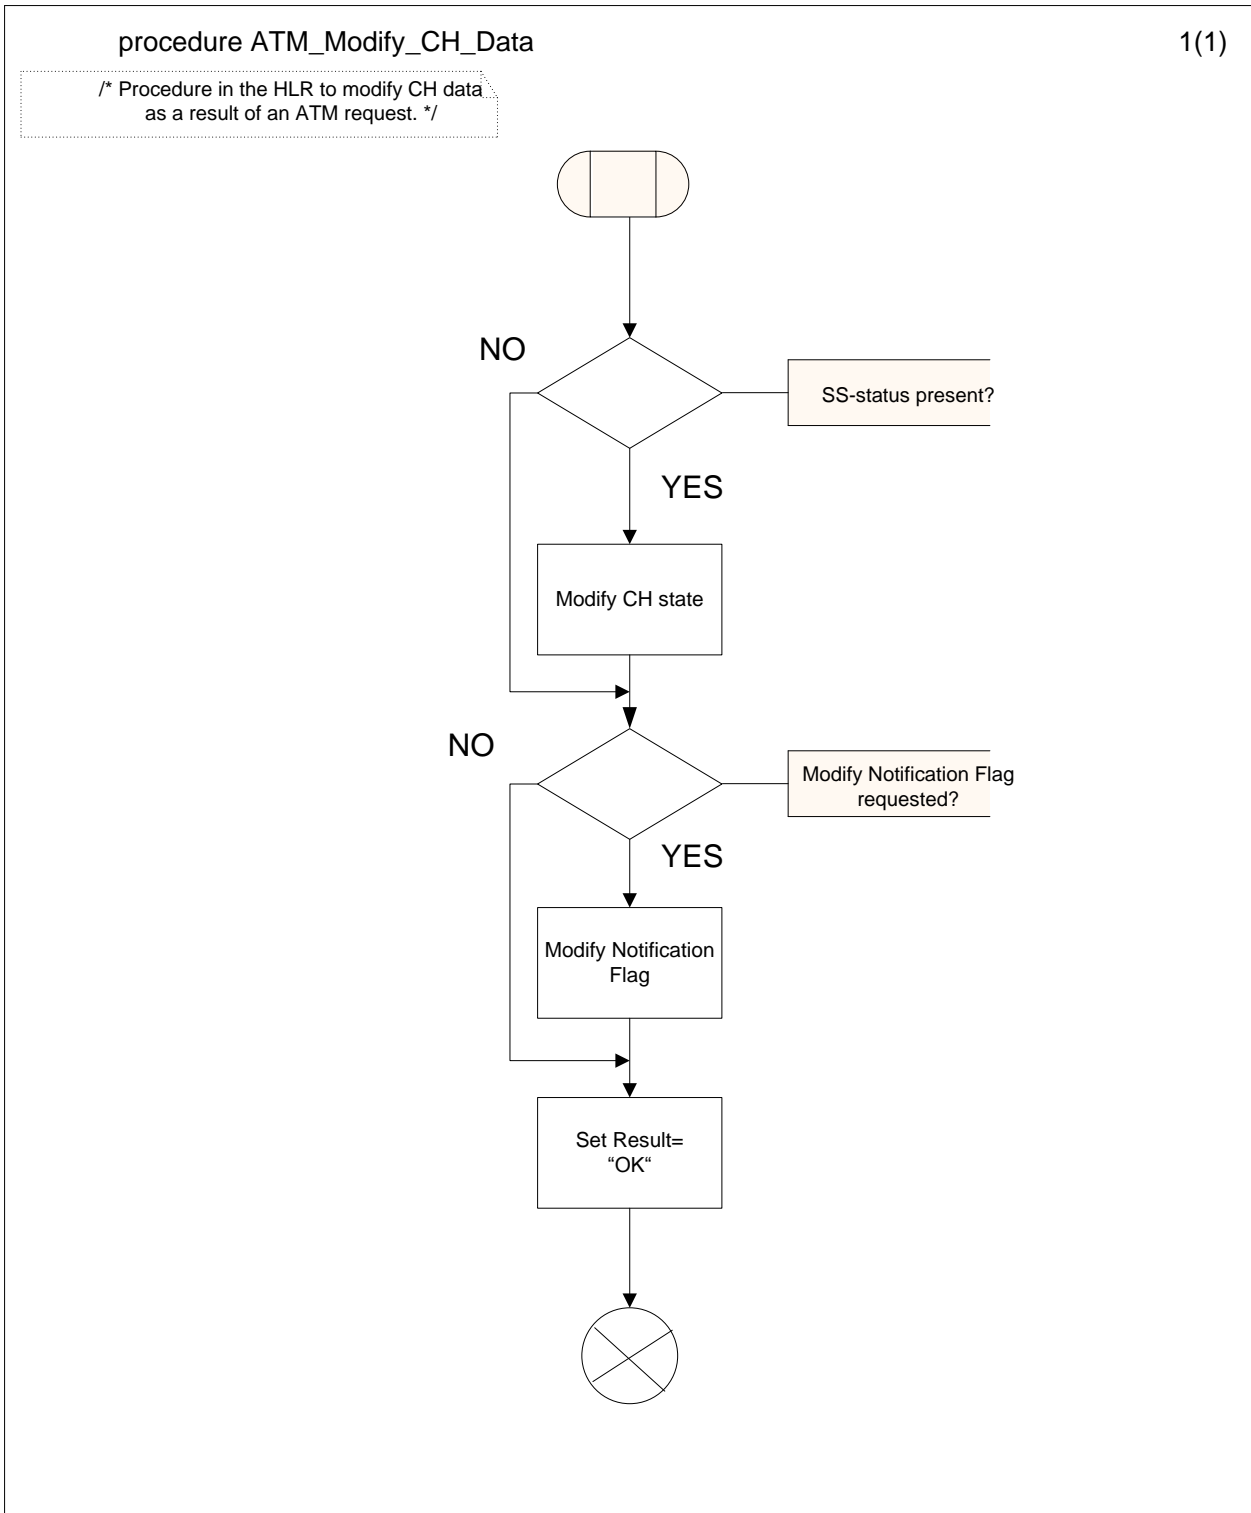 procedure ATM_Modify_CH_Data
1(1)
/* Procedure in the HLR to modify CH data
as a result of an ATM request. */
NO
SS-status present?
YES
Modify CH state
NO
Modify Notification Flag
requested?
YES
Modify Notification
Flag
Set Result=
“OK“